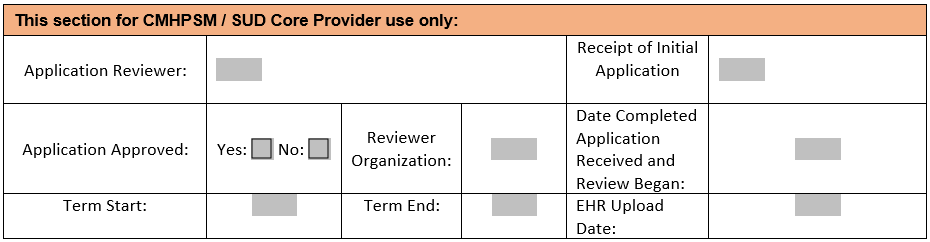 This section for CMHPSM / SUD Core Provider use only:
Application Reviewer:
Receipt of Initial
Application
Application Approved:
Yes: No:
Reviewer
Organization:
Date Completed
Application
Received and
Review Began:
Term Start:
Term End:
EHR Upload
Date: